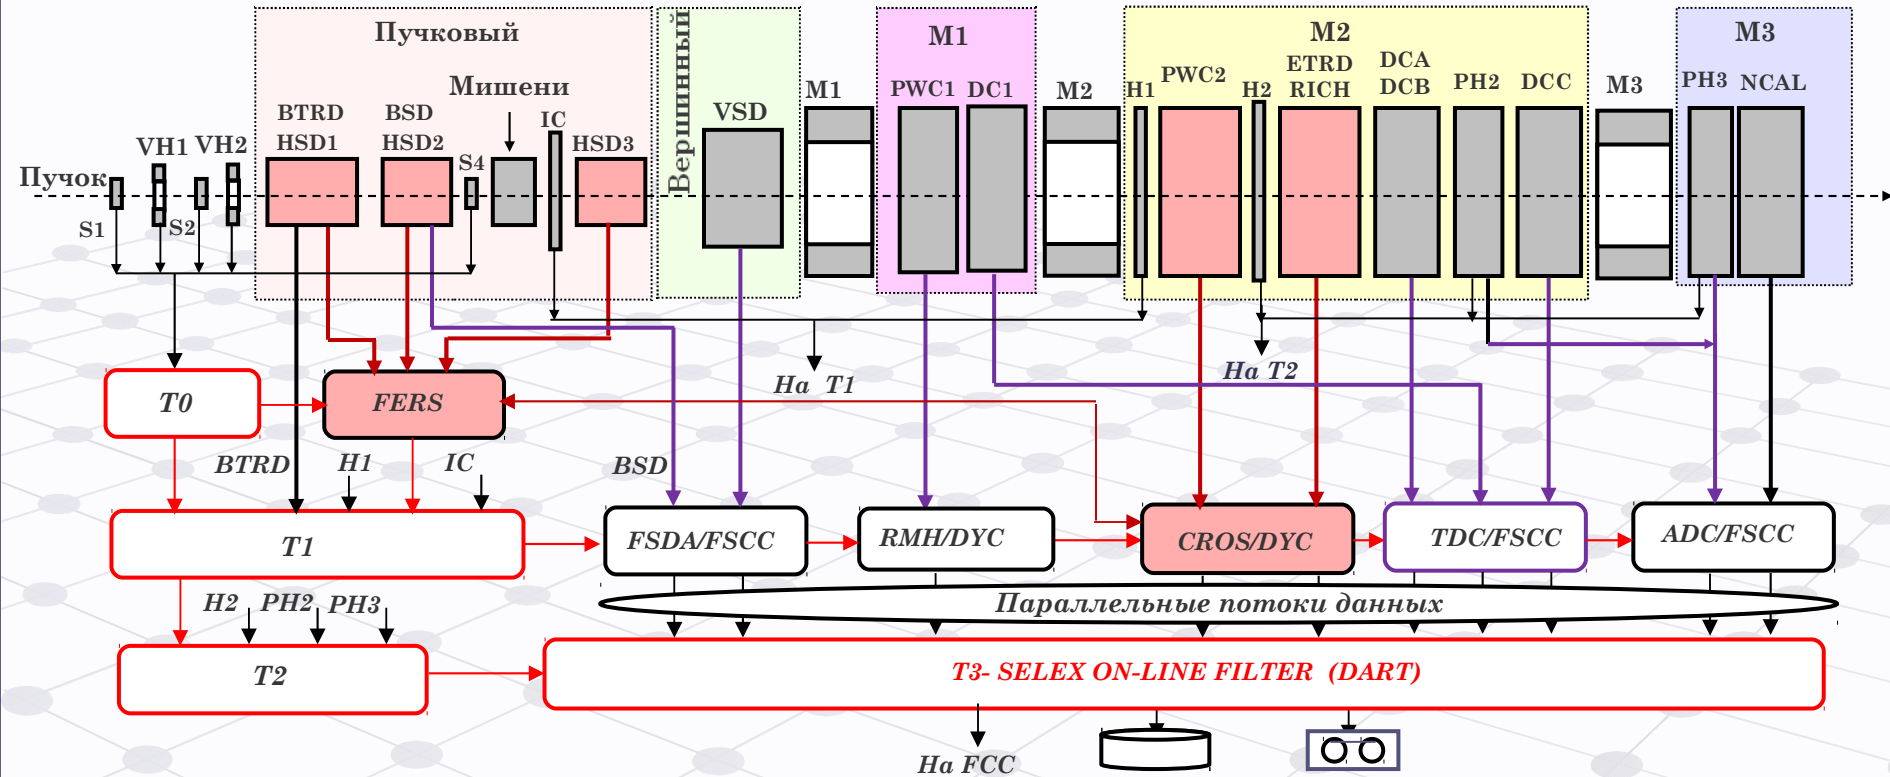 Пучковый
Вершинный
M1
M2
M3
Мишени
BTRD
HSD1
BSD
HSD2
IC
HSD3
VSD
M1
PWC1
DC1
M2
H1
PWC2
H2
ETRD
RICH
DCA
DCB
PH2
DCC
M3
PH3
NCAL
VH1
VH2
S4
Пучок
S1
S2
На T1
На T2
T0
FERS
BTRD
H1
IC
BSD
T1
FSDA/FSCC
RMH/DYC
CROS/DYC
TDC/FSCC
ADC/FSCC
Параллельные потоки данных
H2
PH2
PH3
T2
T3- SELEX ON-LINE FILTER (DART)
На FCC